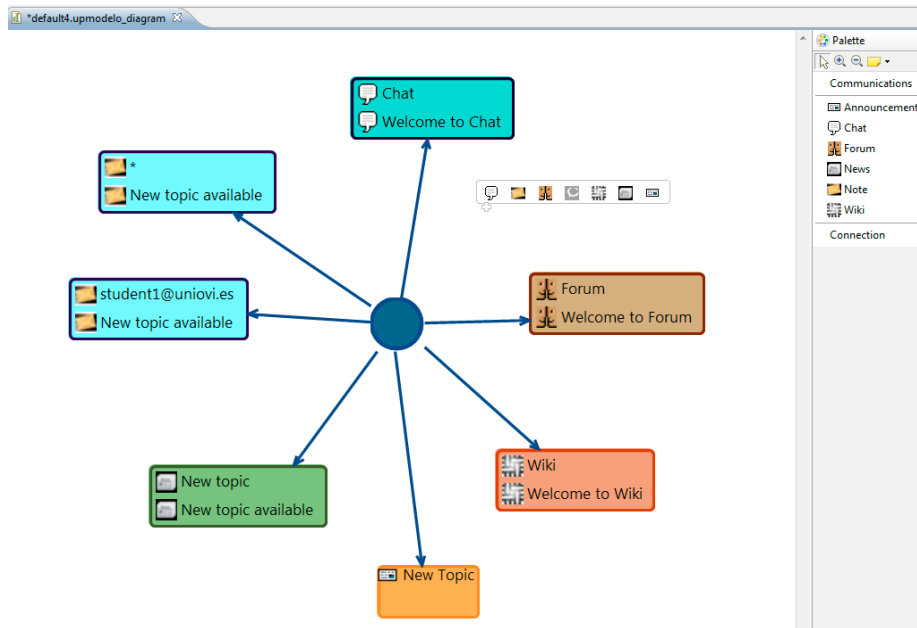 *default4.upmodelo_diagram
Palette
Communications
Announcement
Chat
Forum
News
Note
Wiki
Connection
Chat
Welcome to Chat
*
New topic available
student1@uniovi.es
New topic available
Forum
Welcome to Forum
New topic
New topic available
Wiki
Welcome to Wiki
New Topic